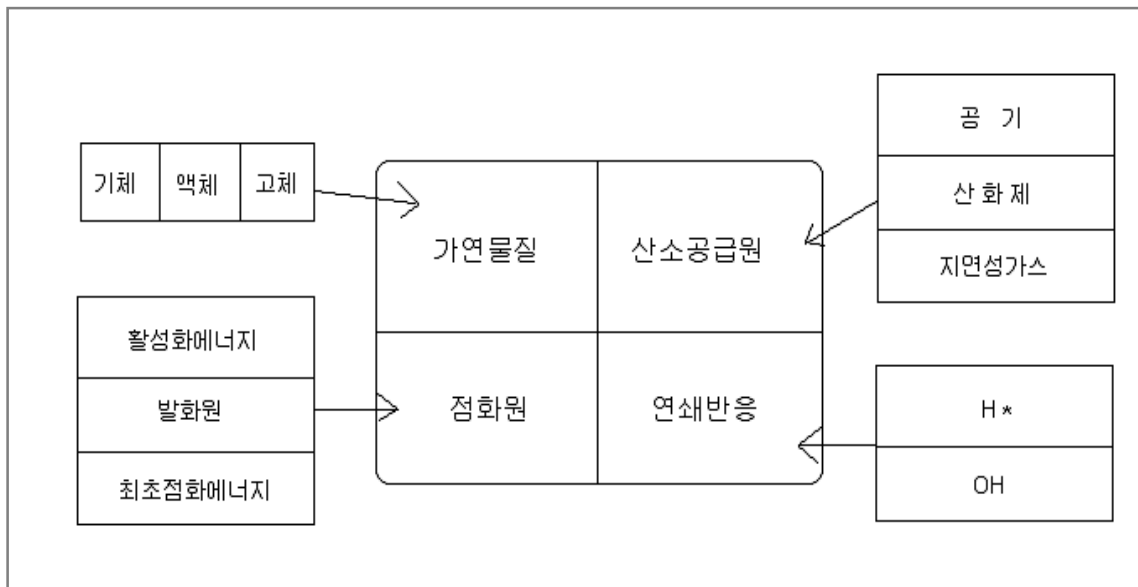 공 기
기체 액체 고체
산 화 제
가연물질 산소공급원
지연성가스
활성화에너지
발화원
점화원 연쇄반응
H*
최초점화에너지
OH